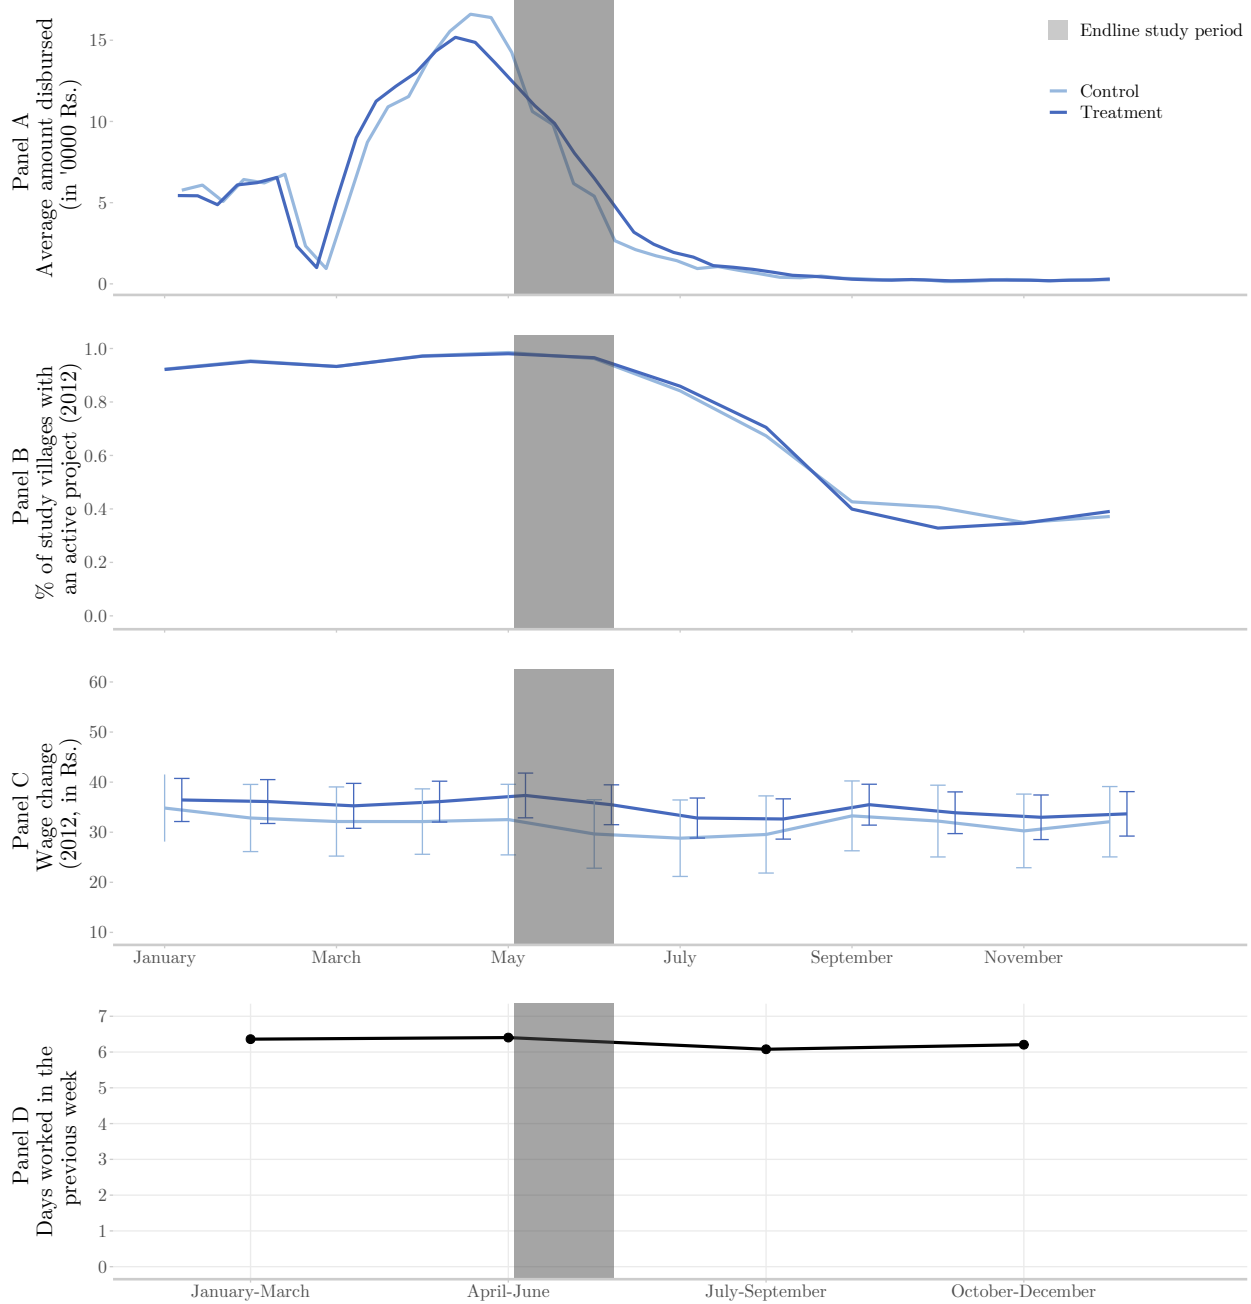 Panel A
Average amount disbursed
(in '0000 Rs.)
15
10
5
0
Endline study period
Control
Treatment
Panel B
% of study villages with
an active project (2012)
1.0
0.8
0.6
0.4
0.2
0.0
Panel C
Wage change
(2012, in Rs.)
60
50
40
30
20
10
January
March
May
July
September
November
Panel D
Days worked in the
previous week
7
6
5
4
3
2
1
0
January-March
April-June
July-September
October-December